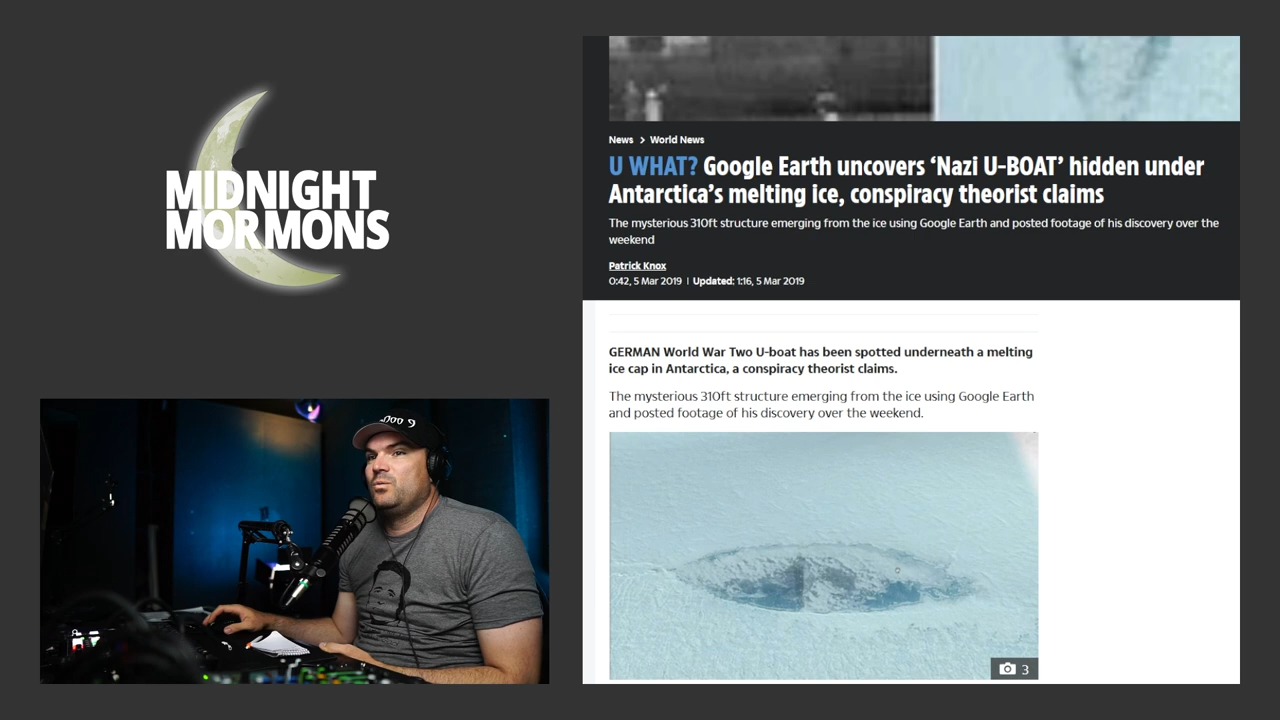 MIDNIGHT
MORMONS
News > World News
U WHAT? Google Earth uncovers ‘Nazi U-BOAT’ hidden under
Antarctica’s melting ice, conspiracy theorist claims
The mysterious 310ft structure emerging from the ice using Google Earth and posted footage of his discovery over the
weekend
Patrick Knox
0:42, 5 Mar 2019 | Updated: 1:16, 5 Mar 2019
GERMAN World War Two U-boat has been spotted underneath a melting
ice cap in Antarctica, a conspiracy theorist claims.
The mysterious 310ft structure emerging from the ice using Google Earth
and posted footage of his discovery over the weekend.
3